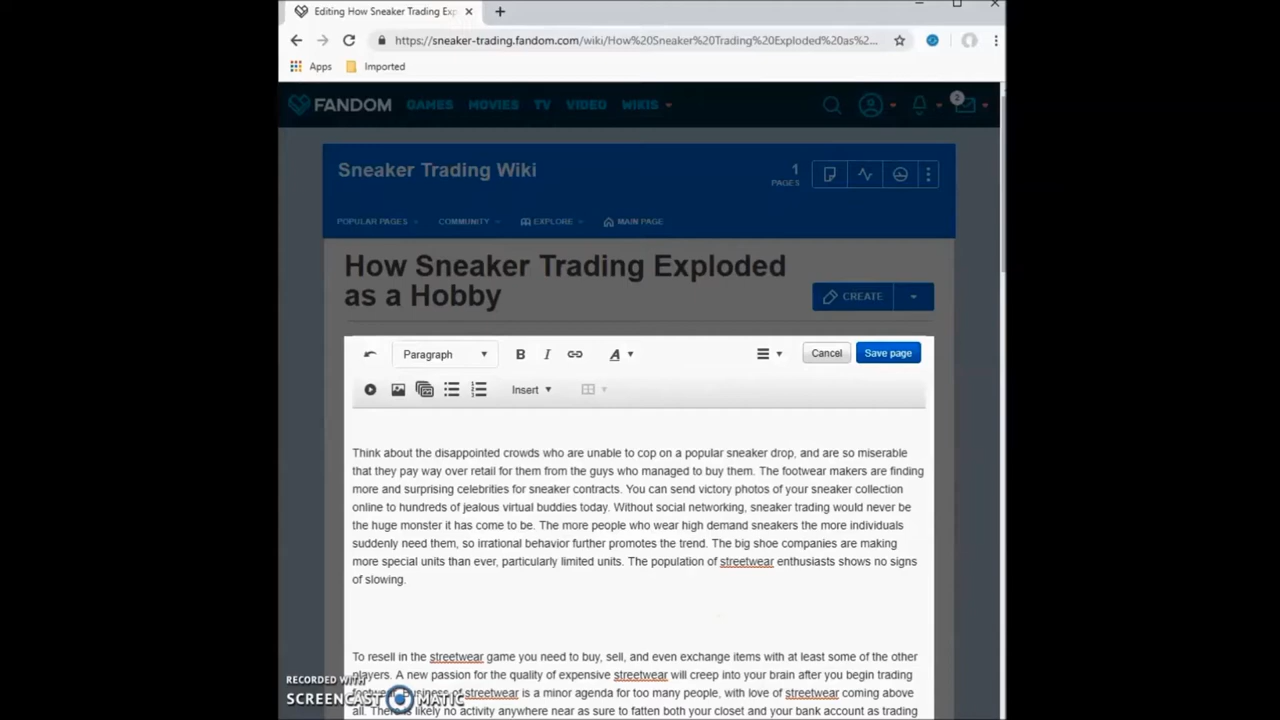 Editing How Sneaker Trading Exp
https://sneaker-trading.fandom.com/wiki/How%20Sneaker%20Trading%20Exploded%20as%2...
Apps Imported
FANDOM GAMES MOVIES TV VIDEO WIKIS 2
Sneaker Trading Wiki
1
PAGES
POPULAR PAGES COMMUNITY EXPLORE MAIN PAGE
How Sneaker Trading Exploded
as a Hobby
CREATE
Paragraph B I A Cancel Save page
Insert
Think about the disappointed crowds who are unable to cop on a popular sneaker drop, and are so miserable
that they pay way over retail for them from the guys who managed to buy them. The footwear makers are finding
more and surprising celebrities for sneaker contracts. You can send victory photos of your sneaker collection
online to hundreds of jealous virtual buddies today. Without social networking, sneaker trading would never be
the huge monster it has come to be. The more people who wear high demand sneakers the more individuals
suddenly need them, so irrational behavior further promotes the trend. The big shoe companies are making
more special units than ever, particularly limited units. The population of streetwear enthusiasts shows no signs
of slowing.
To resell in the streetwear game you need to buy, sell, and even exchange items with at least some of the other
players. A new passion for the quality of expensive streetwear will creep into your brain after you begin trading
footwear. Business of streetwear is a minor agenda for too many people, with love of streetwear coming above
all. There is likely no activity anywhere near as sure to fatten both your closet and your bank account as trading
RECORDED WITH
SCREENCAST MATIC